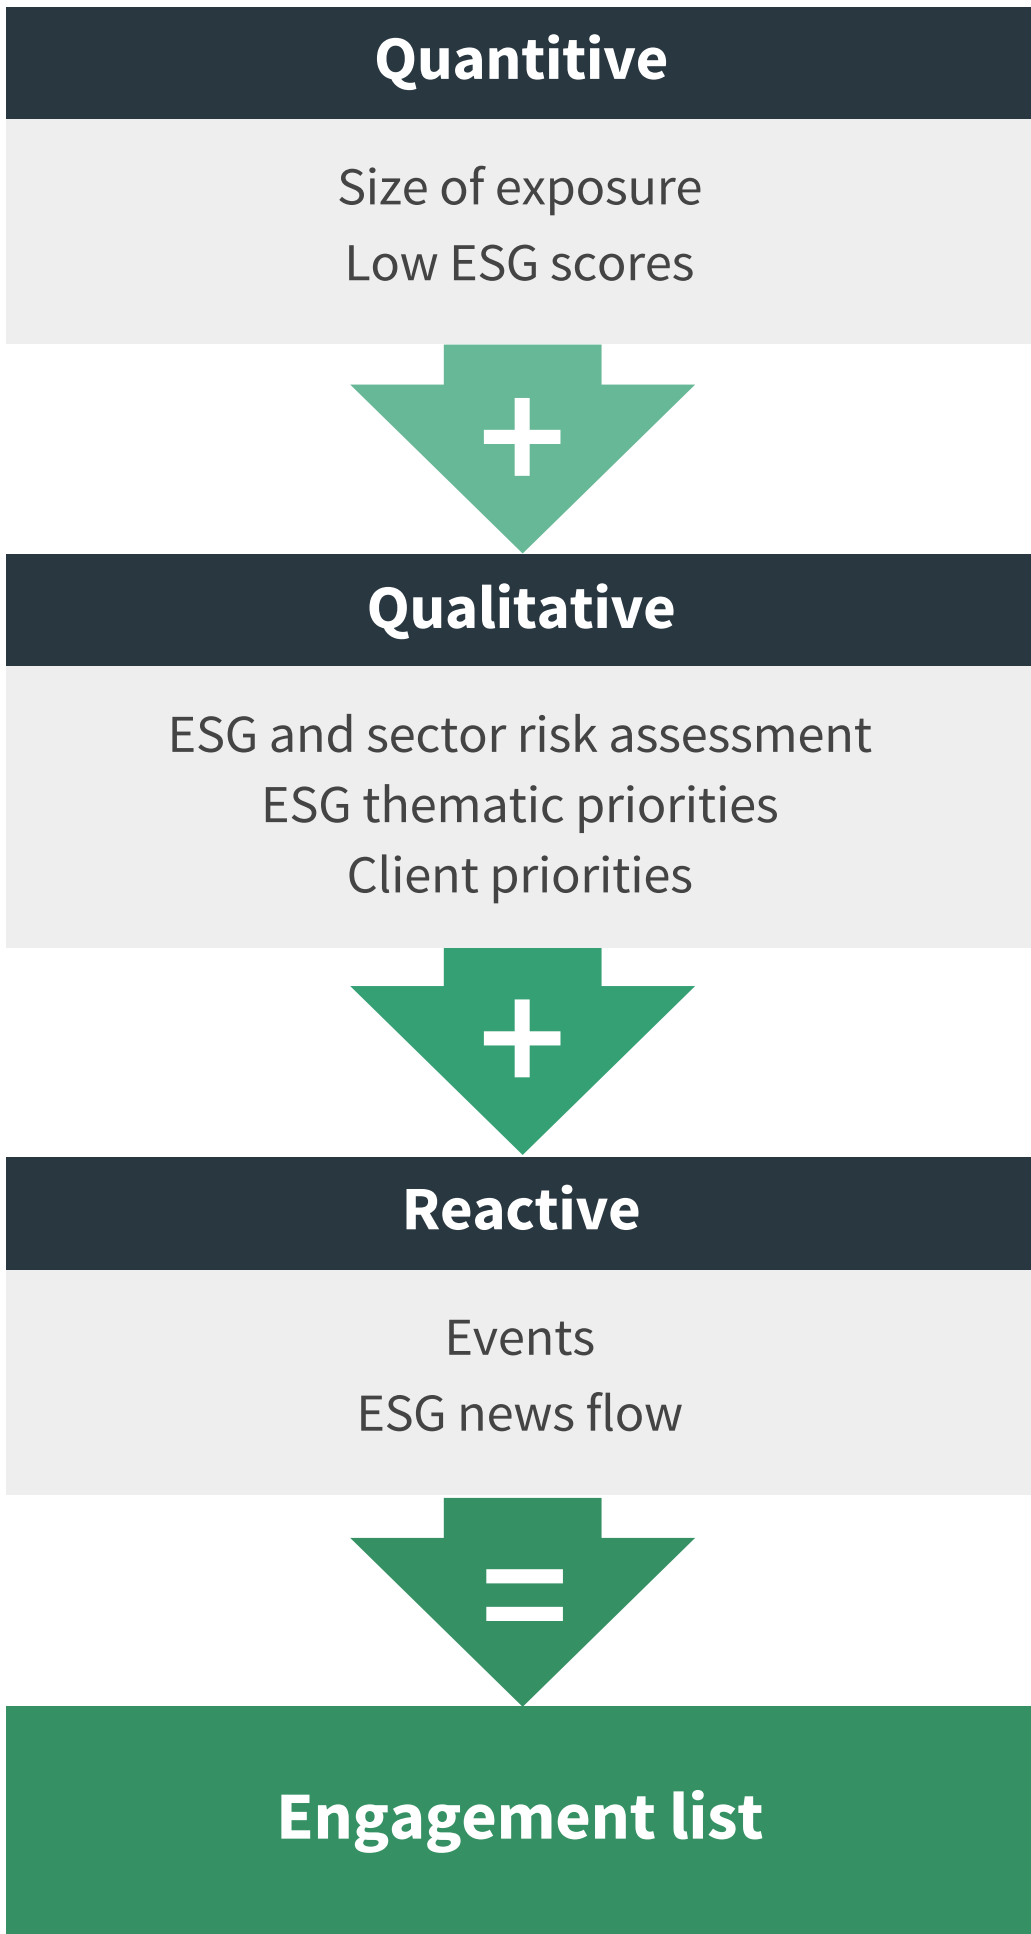 Quantitive
Size of exposure
Low ESG scores
+
Qualitative
ESG and sector risk assessment
ESG thematic priorities
Client priorities
+
Reactive
Events
ESG news flow
=
Engagement list